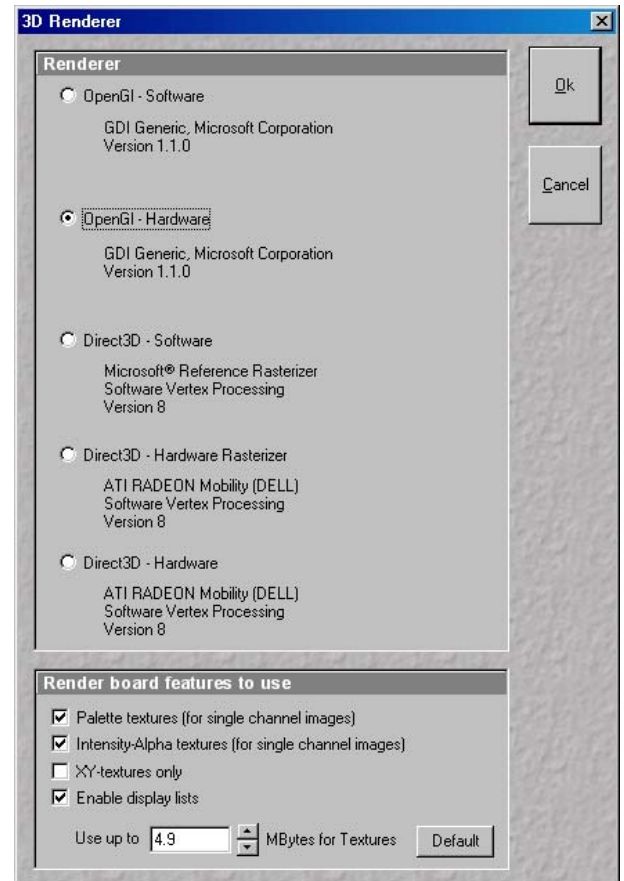 3D Renderer
Renderer
OpenGl - Software
GDI Generic, Microsoft Corporation
Version 1.1.0
OpenGl - Hardware
GDI Generic, Microsoft Corporation
Version 1.1.0
Direct3D - Software
Microsoft® Reference Rasterizer
Software Vertex Processing
Version 8
Direct3D - Hardware Rasterizer
ATI RADEON Mobility (DELL)
Software Vertex Processing
Version 8
Direct3D - Hardware
ATI RADEON Mobility (DELL)
Software Vertex Processing
Version 8
Ok
Cancel
Render board features to use
Palette textures (for single channel images)
Intensity-Alpha textures (for single channel images)
XY-textures only
Enable display lists
Use up to 4.9 MBytes for Textures Default